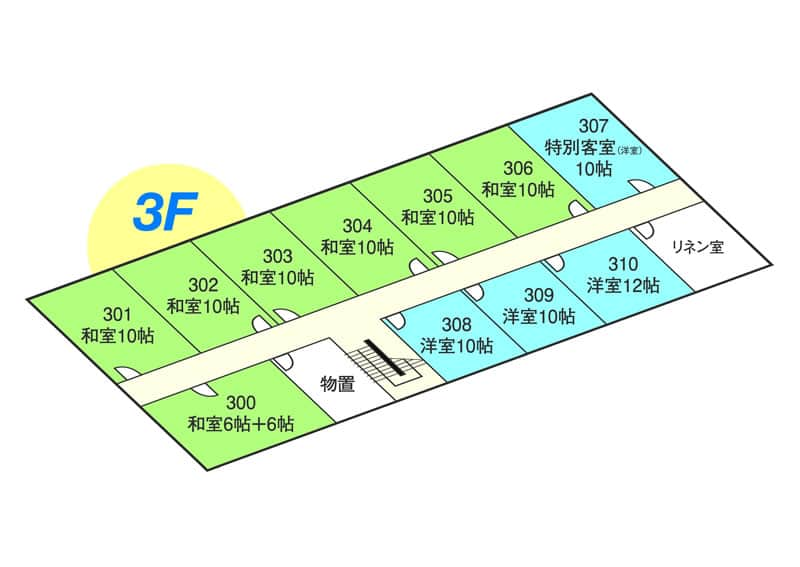 3F
307
特別客室(洋室)
10帖
306
和室10帖
305
和室10帖
304
和室10帖
303
和室10帖
302
和室10帖
301
和室10帖
リネン室
310
洋室12帖
309
洋室10帖
308
洋室10帖
物置
300
和室6帖+6帖